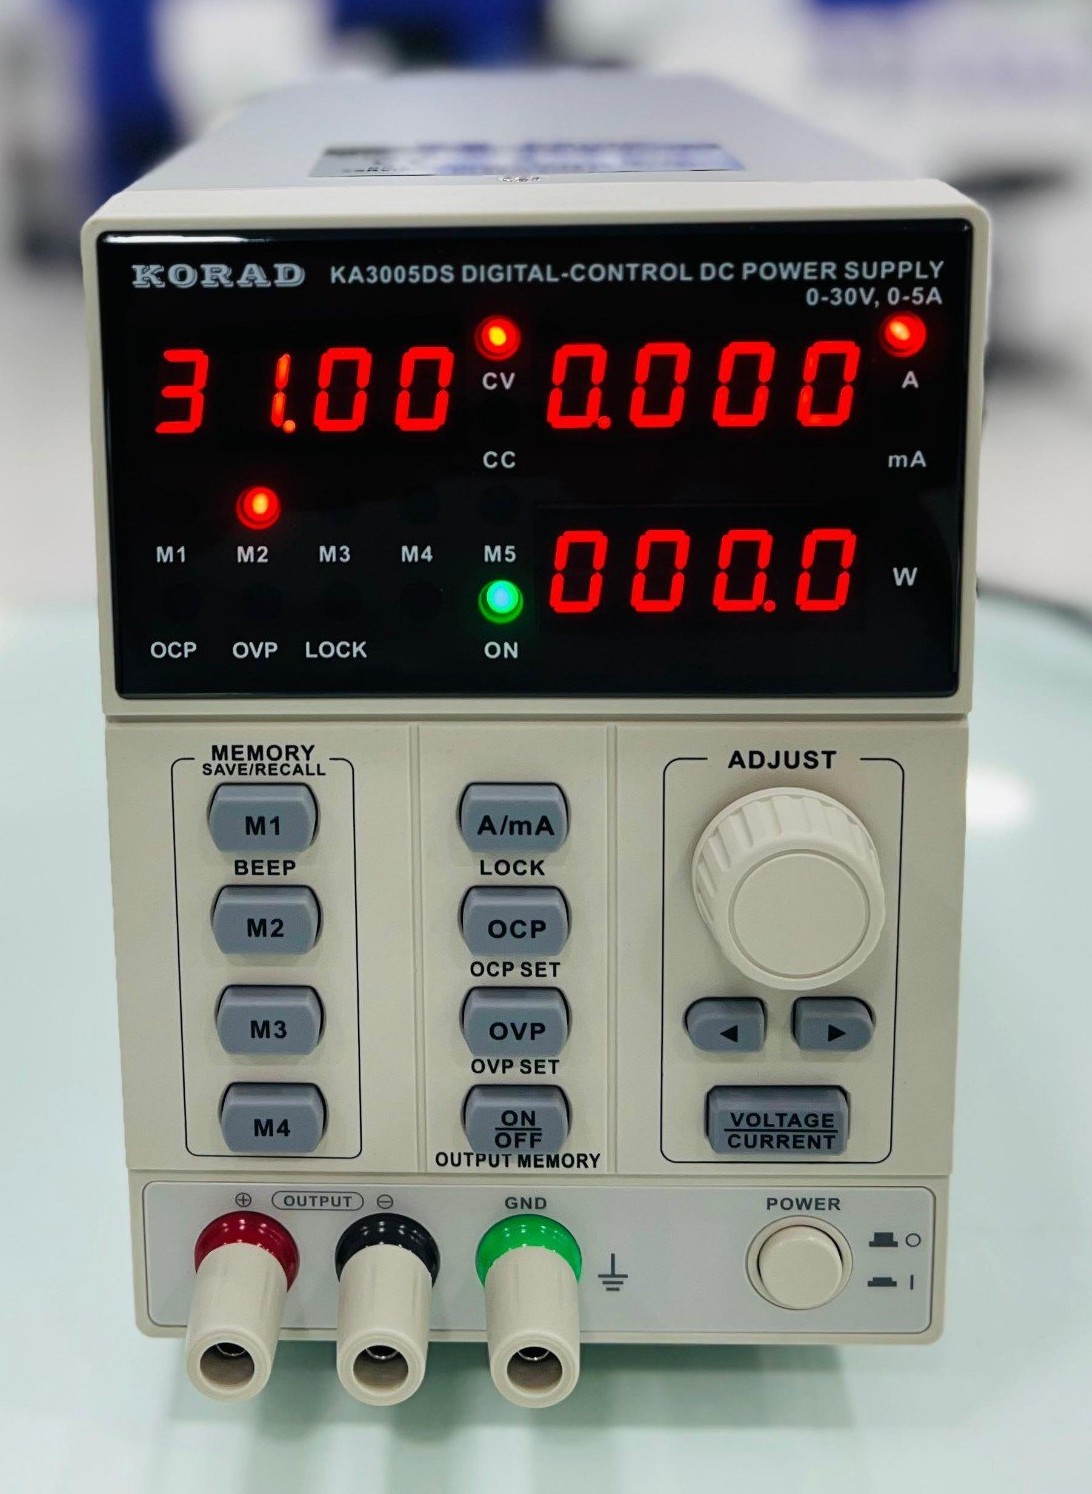 KORAD KA3005DS DIGITAL-CONTROL DC POWER SUPPLY
0-30V, 0-5A
31.00 CV 0.000 A
CC mA
M1 M2 M3 M4 M5 000.0 W
OCP OVP LOCK ON
MEMORY
SAVE/RECALL
M1
BEEP
M2
M3
M4
A/mA
LOCK
OCP
OCP SET
OVP
OVP SET
ON
OFF
OUTPUT MEMORY
ADJUST
◀ ▶
VOLTAGE
CURRENT
⊕ OUTPUT ⊖ GND POWER